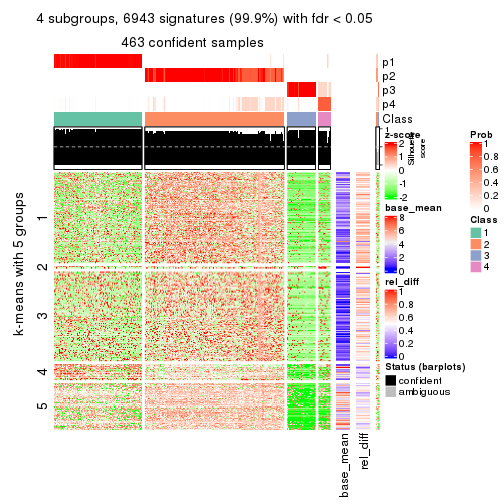 4 subgroups, 6943 signatures (99.9%) with fdr < 0.05
463 confident samples
p1
p2
p3
p4
Class
1
Silhouette
score
k-means with 5 groups
1
2
3
4
5
base_mean
rel_diff
z-score
2
1
0
-1
-2
base_mean
8
6
4
2
0
rel_diff
1
0.8
0.6
0.4
0.2
0
Status (barplots)
confident
ambiguous
Prob
1
0.8
0.6
0.4
0.2
0
Class
1
2
3
4